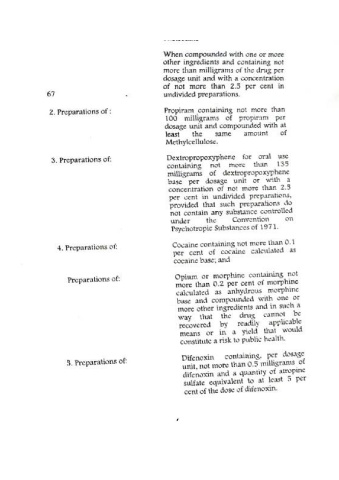 When compounded with one or more
other ingredients and containing not
more than milligrams of the drug per
dosage unit and with a concentration
of not more than 2.5 per cent in
undivided preparations.
67
2. Preparations of :
Propiram containing not more than
100 milligrams of propiram per
dosage unit and compounded with at
least the same amount of
Methylcellulose.
3. Preparations of:
Dextropropoxyphene for oral use
containing not more than 135
milligrams of dextropropoxyphene
base per dosage unit or with a
concentration of not more than 2.5
per cent in undivided preparations,
provided that such preparations do
not contain any substance controlled
under the Convention on
Psychotropic Substances of 1971.
4. Preparations of:
Cocaine containing not more than 0.1
per cent of cocaine calculated as
cocaine base; and
Preparations of:
Opium or morphine containing not
more than 0.2 per cent of morphine
calculated as anhydrous morphine
base and compounded with one or
more other ingredients and in such a
way that the drug cannot be
recovered by readily applicable
means or in a yield that would
constitute a risk to public health.
5. Preparations of:
Difenoxin containing, per dosage
unit, not more than 0.5 milligrams of
difenoxin and a quantity of atropine
sulfate equivalent to at least 5 per
cent of the dose of difenoxin.